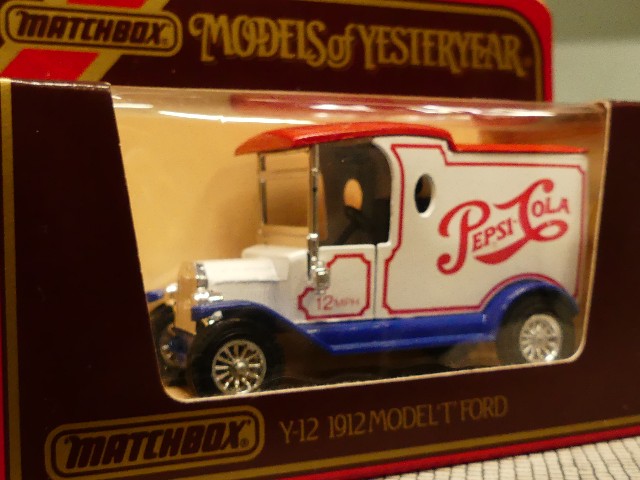 MATCHBOX MODELS of YESTERYEAR
PEPSI-COLA
12MPH
MATCHBOX Y-12 1912 MODEL 'T' FORD